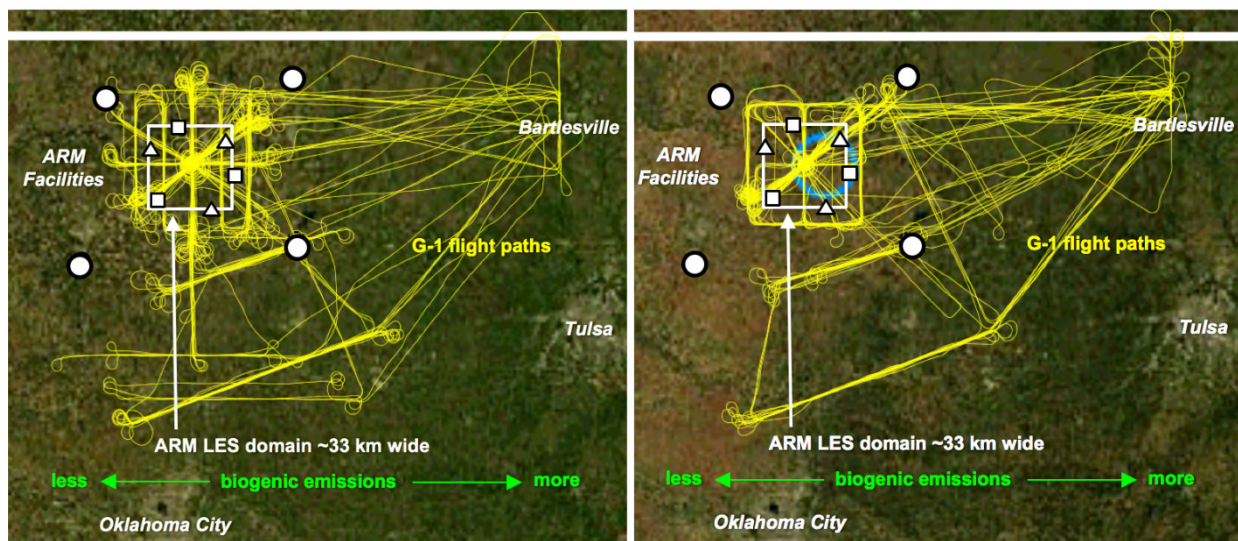 Bartlesville
ARM
Facilities
G-1 flight paths
Tulsa
ARM LES domain ~33 km wide
less
biogenic emissions
more
Oklahoma City
Bartlesville
ARM
Facilities
G-1 flight paths
Tulsa
ARM LES domain ~33 km wide
less
biogenic emissions
more
Oklahoma City